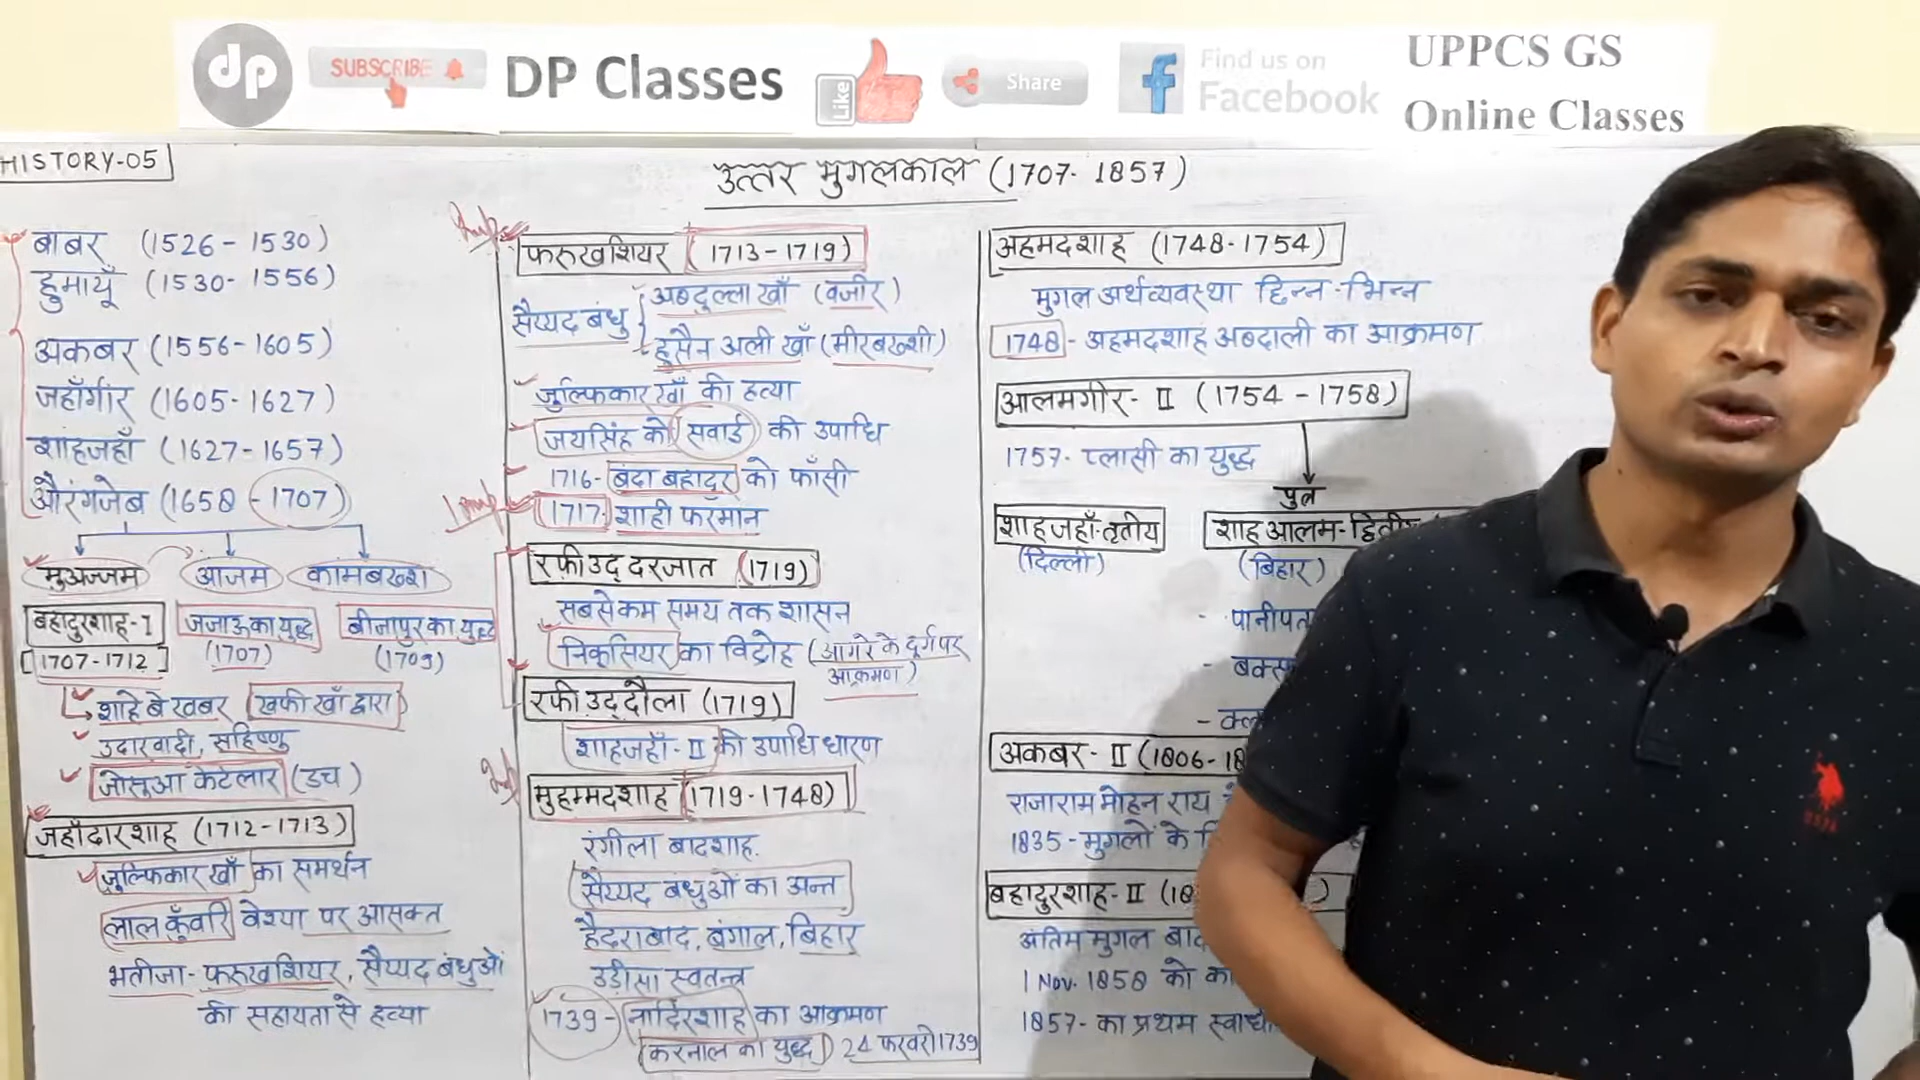 dp
SUBSCRIBE
DP Classes
Like
Share
Find us on
Facebook
UPPCS GS
Online Classes
HISTORY-05
उत्तर मुगलकाल (1707-1857)
बाबर (1526-1530)
हुमायूँ (1530-1556)
अकबर (1556-1605)
जहाँगीर (1605-1627)
शाहजहाँ (1627-1657)
औरंगजेब (1658-1707)
मुअज्जम आजम कामबख्श
बहादुरशाह-I जजाऊ का युद्ध बीजापुर का युद्ध
[1707-1712] (1707) (1709)
शाहे बे खबर खफी खाँ द्वारा
उदारवादी, सहिष्णु
जोसुआ केटेलार (डच)
जहाँदारशाह (1712-1713)
जुल्फिकार खाँ का समर्थन
लाल कुँवरि वेश्या पर आसक्त
भतीजा-फरुखशियर, सैय्यद बंधुओं
की सहायता से हत्या
फरुखशियर (1713-1719)
सैय्यद बंधु
अब्दुल्ला खाँ (वजीर)
हुसैन अली खाँ (मीरबख्शी)
जुल्फिकार खाँ की हत्या
जयसिंह को सवाई की उपाधि
1716-बंदा बहादुर को फाँसी
1717-शाही फरमान
रफी उद् दरजात (1719)
सबसे कम समय तक शासन
निकुसियर का विद्रोह (आगरे के दुर्ग पर
आक्रमण)
रफी उद् दौला (1719)
शाहजहाँ-II की उपाधि धारण
मुहम्मदशाह (1719-1748)
रंगीला बादशाह.
सैय्यद बंधुओं का अन्त
हैदराबाद, बंगाल, बिहार
उड़ीसा स्वतन्त्र
1739-नादिरशाह का आक्रमण
(करनाल का युद्ध) 24 फरवरी 1739
अहमदशाह (1748-1754)
मुगल अर्थव्यवस्था छिन्न-भिन्न
1748-अहमदशाह अब्दाली का आक्रमण
आलमगीर-II (1754-1758)
1757-प्लासी का युद्ध
पुत्र
शाहजहाँ-तृतीय शाह आलम-द्विती
(दिल्ली) (बिहार)
- पानीपत
- बक्स
अकबर-II (1806-18
राजाराम मोहन राय
1835-मुगलों के
बहादुरशाह-II (18 )
अंतिम मुगल बाद
1 Nov. 1858 को
1857-का प्रथम स्वाधी